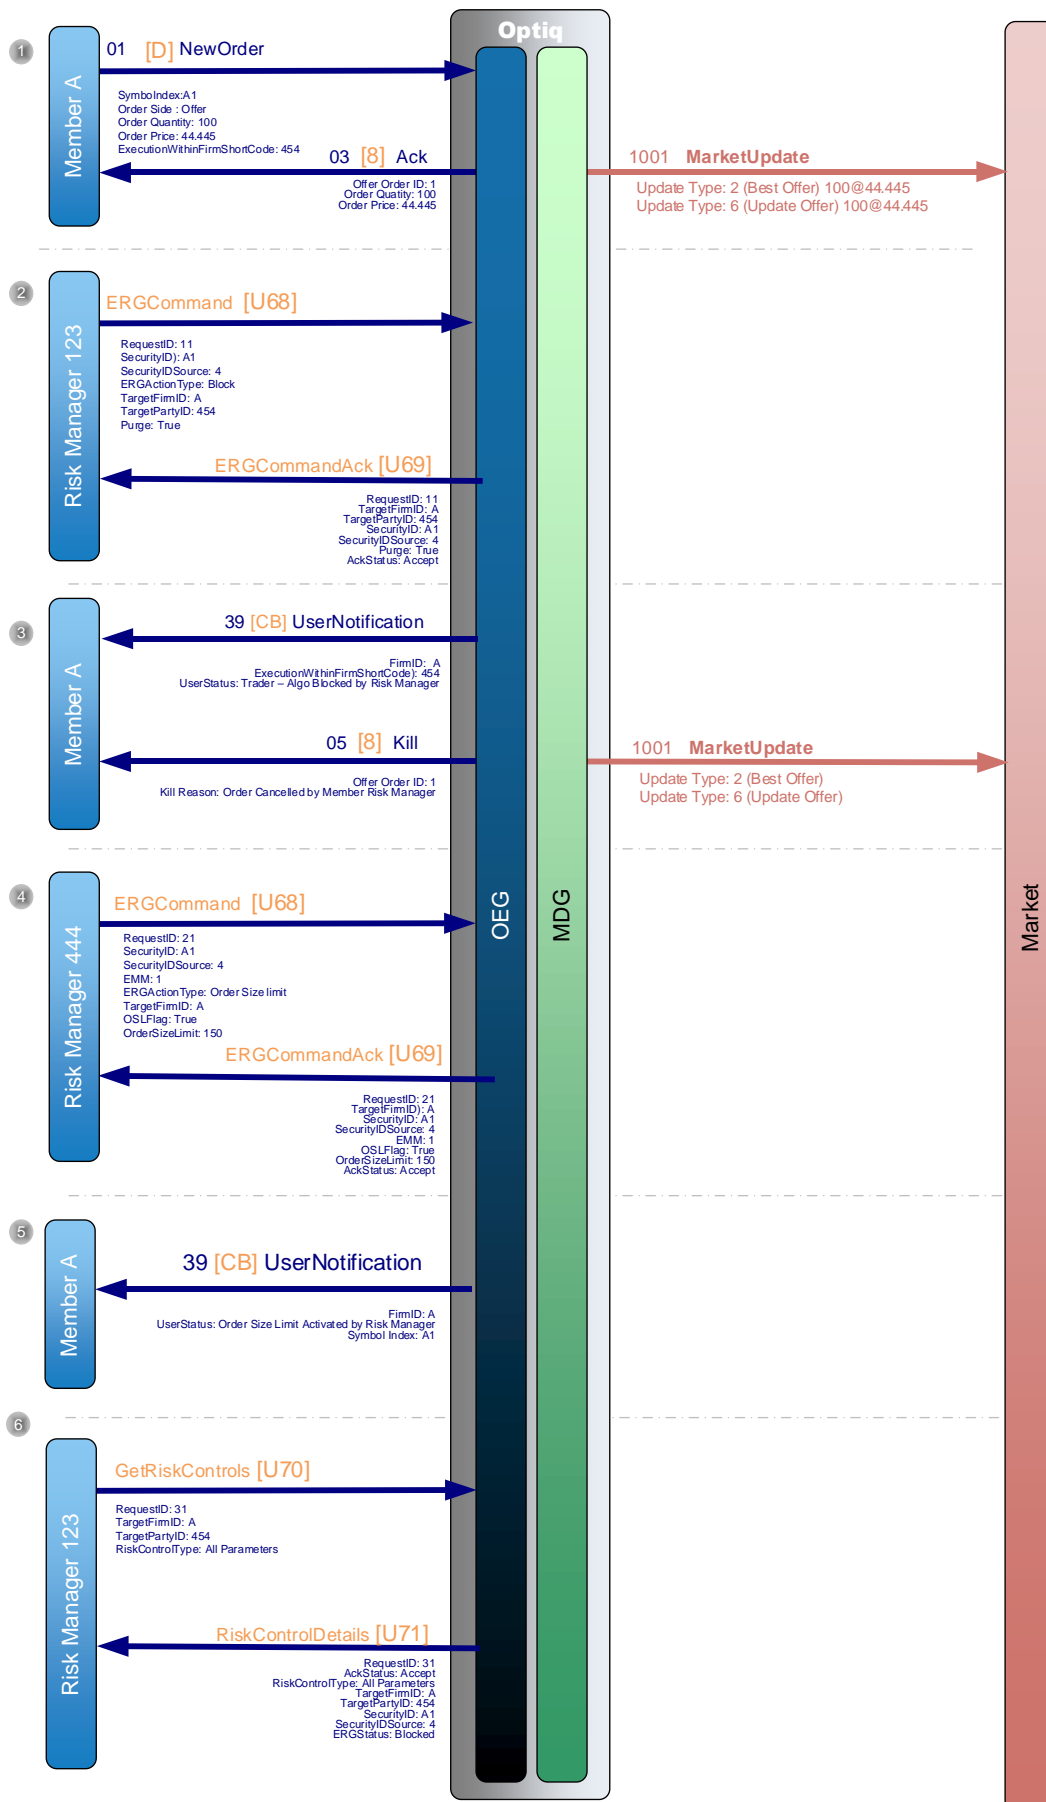 Optiq
1
Member A
01 [D] NewOrder
SymbolIndex:A1
Order Side : Offer
Order Quantity: 100
Order Price: 44.445
ExecutionWithinFirmShortCode: 454
03 [8] Ack
Offer Order ID: 1
Order Quatity: 100
Order Price: 44.445
1001 MarketUpdate
Update Type: 2 (Best Offer) 100@44.445
Update Type: 6 (Update Offer) 100@44.445
2
Risk Manager 123
ERGCommand [U68]
RequestID: 11
SecurityID): A1
SecurityIDSource: 4
ERGActionType: Block
TargetFirmID: A
TargetPartyID: 454
Purge: True
ERGCommandAck [U69]
RequestID: 11
TargetFirmID: A
TargetPartyID: 454
SecurityID: A1
SecurityIDSource: 4
Purge: True
AckStatus: Accept
3
Member A
39 [CB] UserNotification
FirmID: A
ExecutionWithinFirmShortCode): 454
UserStatus: Trader – Algo Blocked by Risk Manager
05 [8] Kill
Offer Order ID: 1
Kill Reason: Order Cancelled by Member Risk Manager
1001 MarketUpdate
Update Type: 2 (Best Offer)
Update Type: 6 (Update Offer)
4
Risk Manager 444
ERGCommand [U68]
RequestID: 21
SecurityID: A1
SecurityIDSource: 4
EMM: 1
ERGActionType: Order Size limit
TargetFirmID: A
OSLFlag: True
OrderSizeLimit: 150
ERGCommandAck [U69]
RequestID: 21
TargetFirmID): A
SecurityID: A1
SecurityIDSource: 4
EMM: 1
OSLFlag: True
OrderSizeLimit: 150
AckStatus: Accept
OEG
MDG
Market
5
Member A
39 [CB] UserNotification
FirmID: A
UserStatus: Order Size Limit Activated by Risk Manager
Symbol Index: A1
6
Risk Manager 123
GetRiskControls [U70]
RequestID: 31
TargetFirmID: A
TargetPartyID: 454
RiskControlType: All Parameters
RiskControlDetails [U71]
RequestID: 31
AckStatus: Accept
RiskControlType: All Parameters
TargetFirmID: A
TargetPartyID: 454
SecurityID: A1
SecurityIDSource: 4
ERGStatus: Blocked